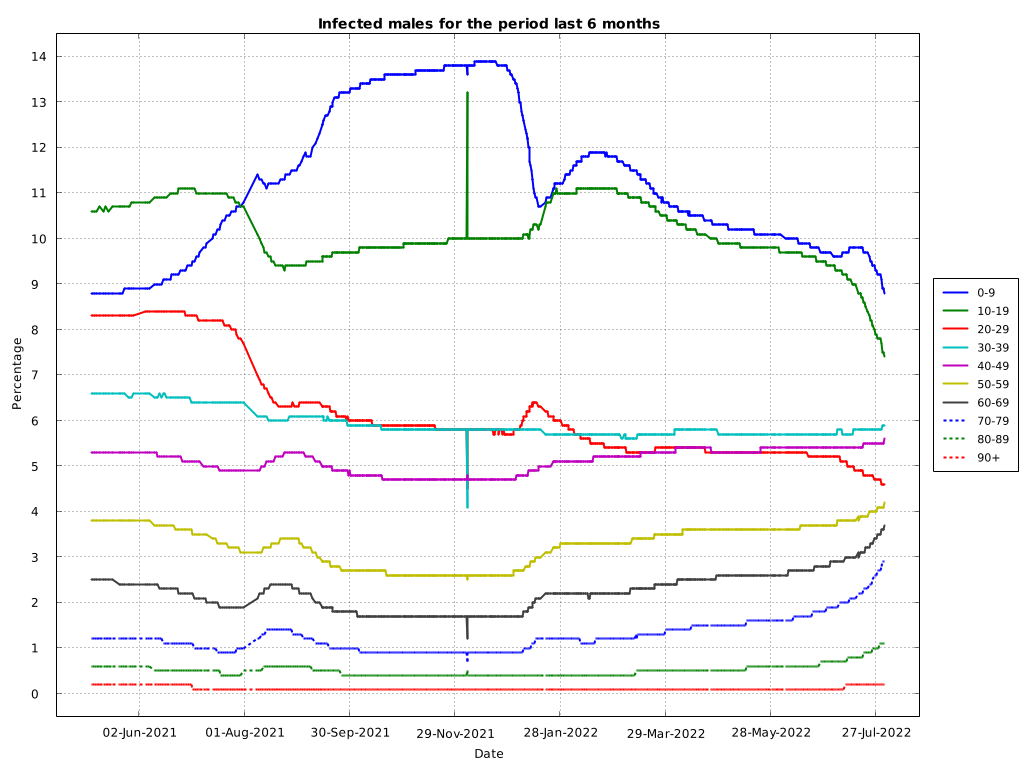 Infected males for the period last 6 months
Percentage
14
13
12
11
10
9
8
7
6
5
4
3
2
1
0
02-Jun-2021
01-Aug-2021
30-Sep-2021
29-Nov-2021
28-Jan-2022
29-Mar-2022
28-May-2022
27-Jul-2022
Date
0-9
10-19
20-29
30-39
40-49
50-59
60-69
70-79
80-89
90+